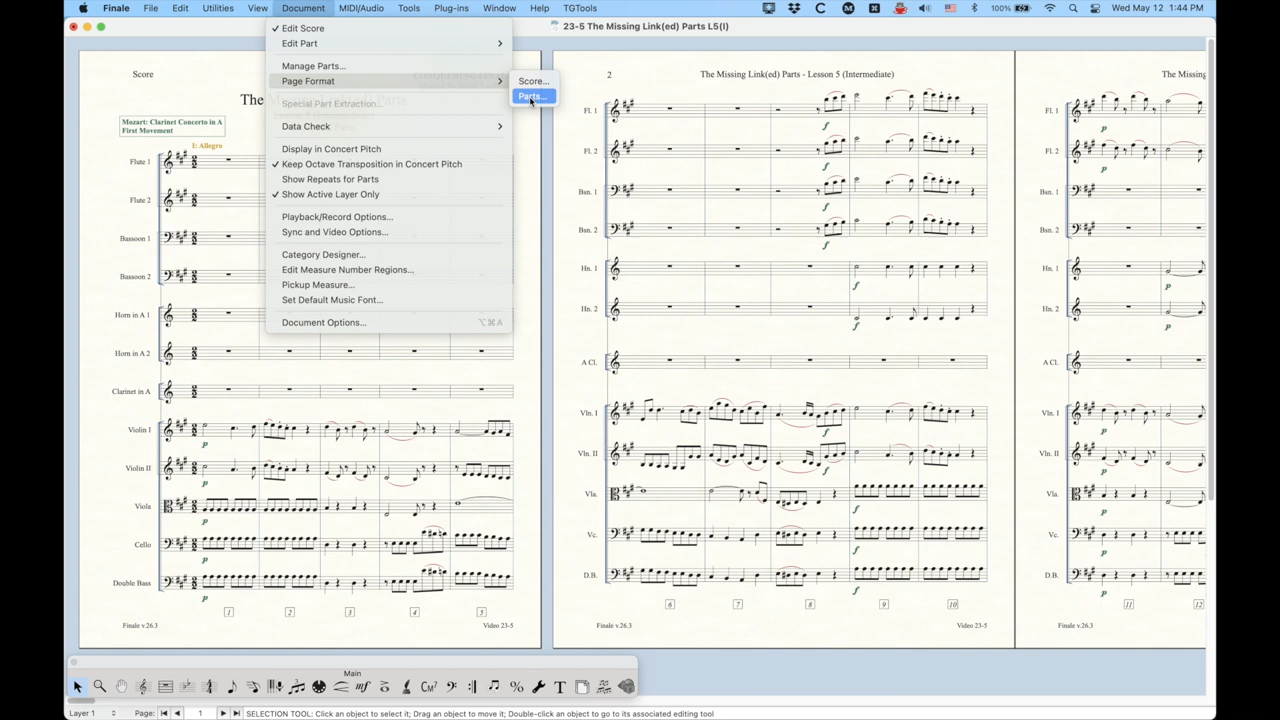 Finale File Edit Utilities View Document MIDI/Audio Tools Plug-ins Window Help TGTools 100% Wed May 12 1:44 PM
23-5 The Missing Link(ed) Parts L5(I)
Edit Score
Edit Part
Manage Parts...
Page Format
Special Part Extraction...
Data Check
Display in Concert Pitch
Keep Octave Transposition in Concert Pitch
Show Repeats for Parts
Show Active Layer Only
Playback/Record Options...
Sync and Video Options...
Category Designer...
Edit Measure Number Regions...
Pickup Measure...
Set Default Music Font...
Document Options... ⌥⌘A
Score...
Parts...
Score
The
Parts
Mozart: Clarinet Concerto in A
First Movement
I: Allegro
Flute 1
Flute 2
Bassoon 1
Bassoon 2
Horn in A 1
Horn in A 2
Clarinet in A
Violin I
Violin II
Viola
Cello
Double Bass
p
p
p
p
p
1 2 3 4 5
Finale v.26.3 Video 23-5
2 The Missing Link(ed) Parts - Lesson 5 (Intermediate)
Fl. 1
Fl. 2
Bsn. 1
Bsn. 2
Hn. 1
Hn. 2
A Cl.
Vln. I
Vln. II
Vla.
Vc.
D.B.
f
f
f
f
f
f
f
f
f
f
f
6 7 8 9 10
Finale v.26.3 Video 23-5
The Missing
Fl. 1
Fl. 2
Bsn. 1
Bsn. 2
Hn. 1
Hn. 2
A Cl.
Vln. I
Vln. II
Vla.
Vc.
D.B.
p
p
p
p
p
p
p
p
p
11 12
Finale v.26.3
Main
Layer 1 Page: 1 SELECTION TOOL: Click an object to select it; Drag an object to move it; Double-click an object to go to its associated editing tool